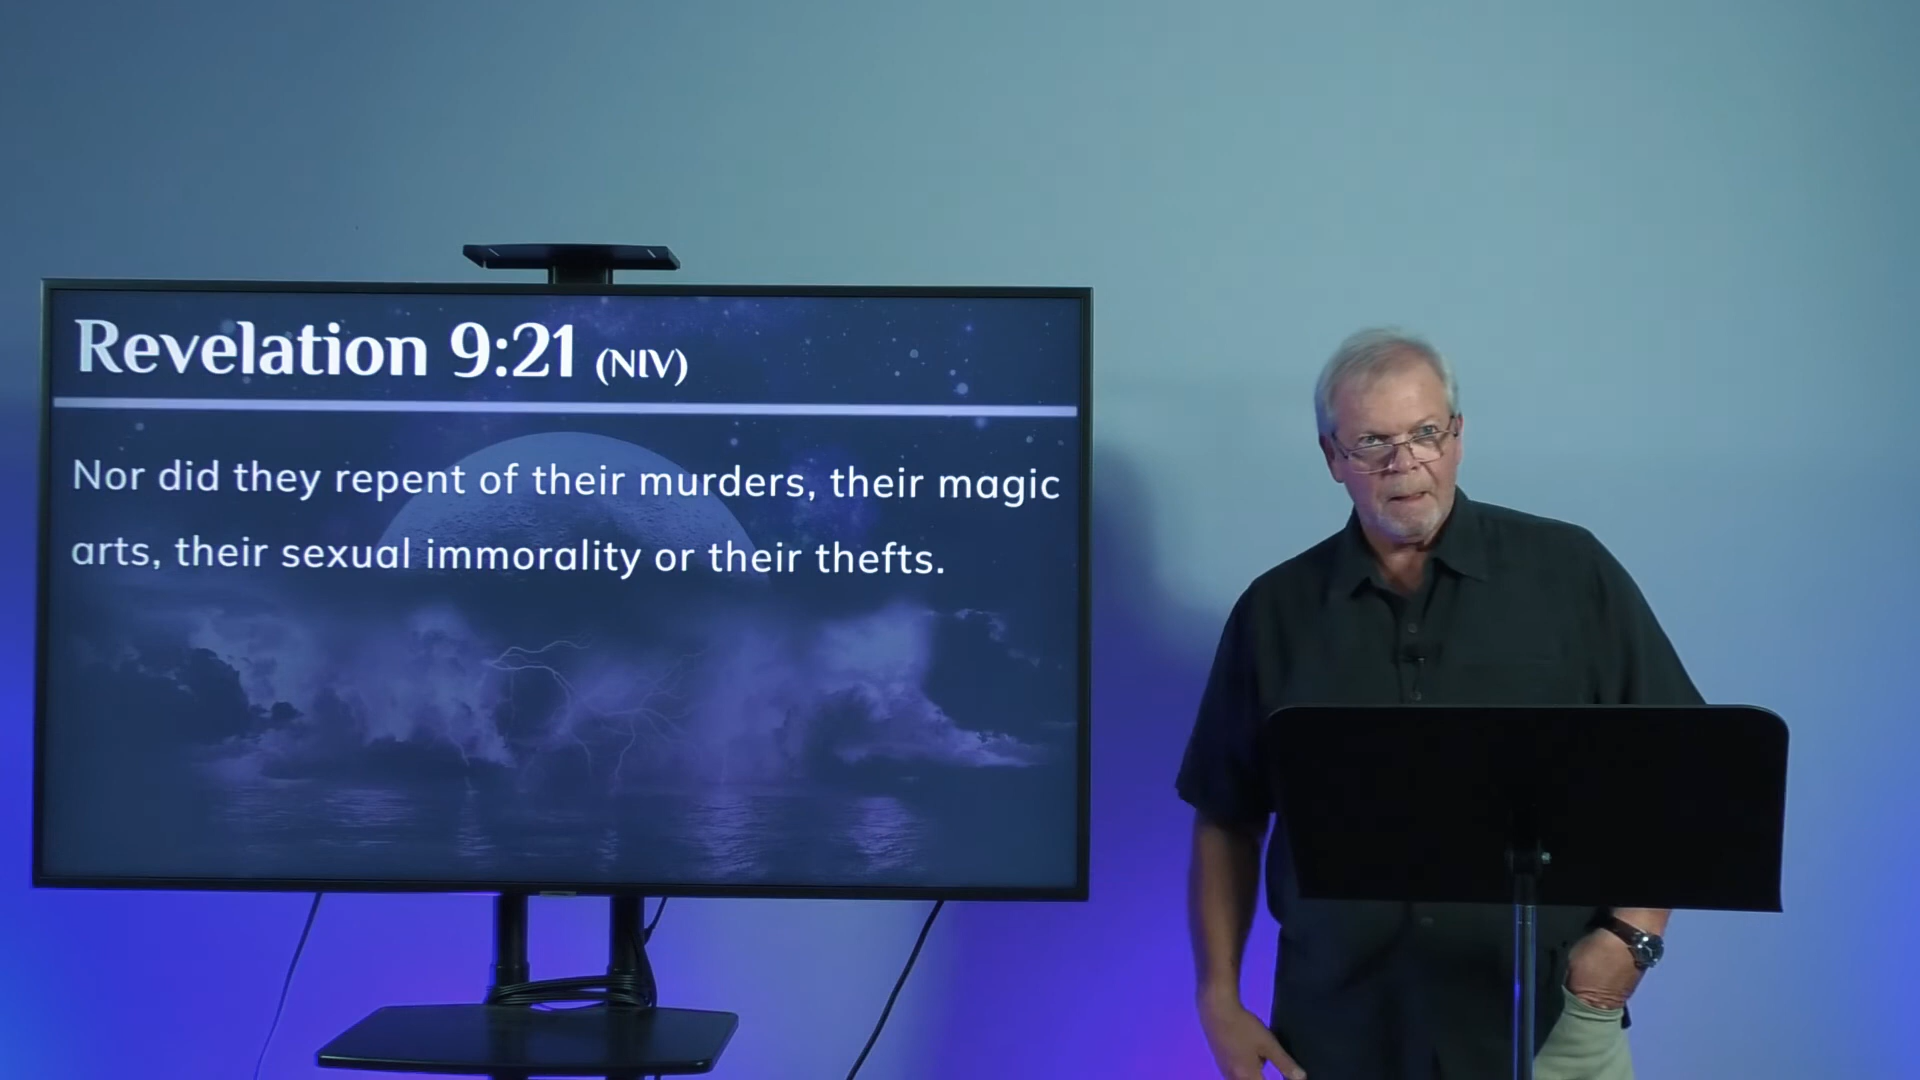 Revelation 9:21 (NIV)
Nor did they repent of their murders, their magic
arts, their sexual immorality or their thefts.